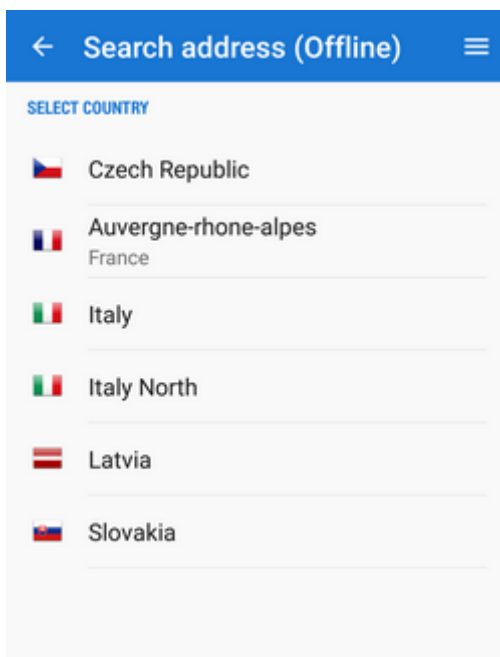 Search address (Offline)
SELECT COUNTRY
Czech Republic
Auvergne-rhone-alpes
France
Italy
Italy North
Latvia
Slovakia